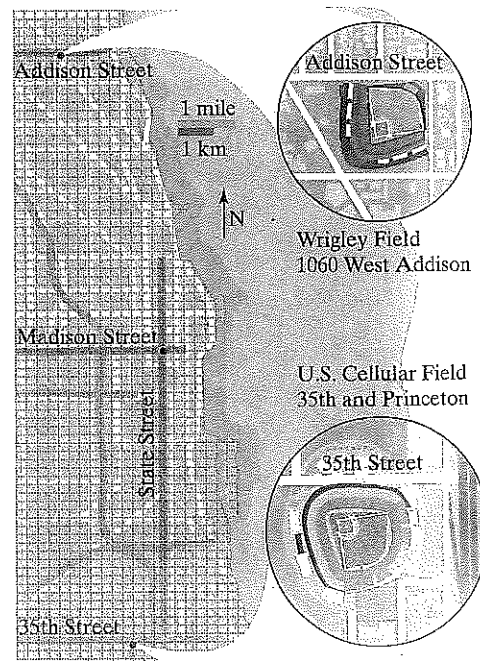 Addison Street
Addison Street
1 mile
1 km
N
Wrigley Field
1060 West Addison
Madison Street
U.S. Cellular Field
35th and Princeton
State Street
35th Street
35th Street